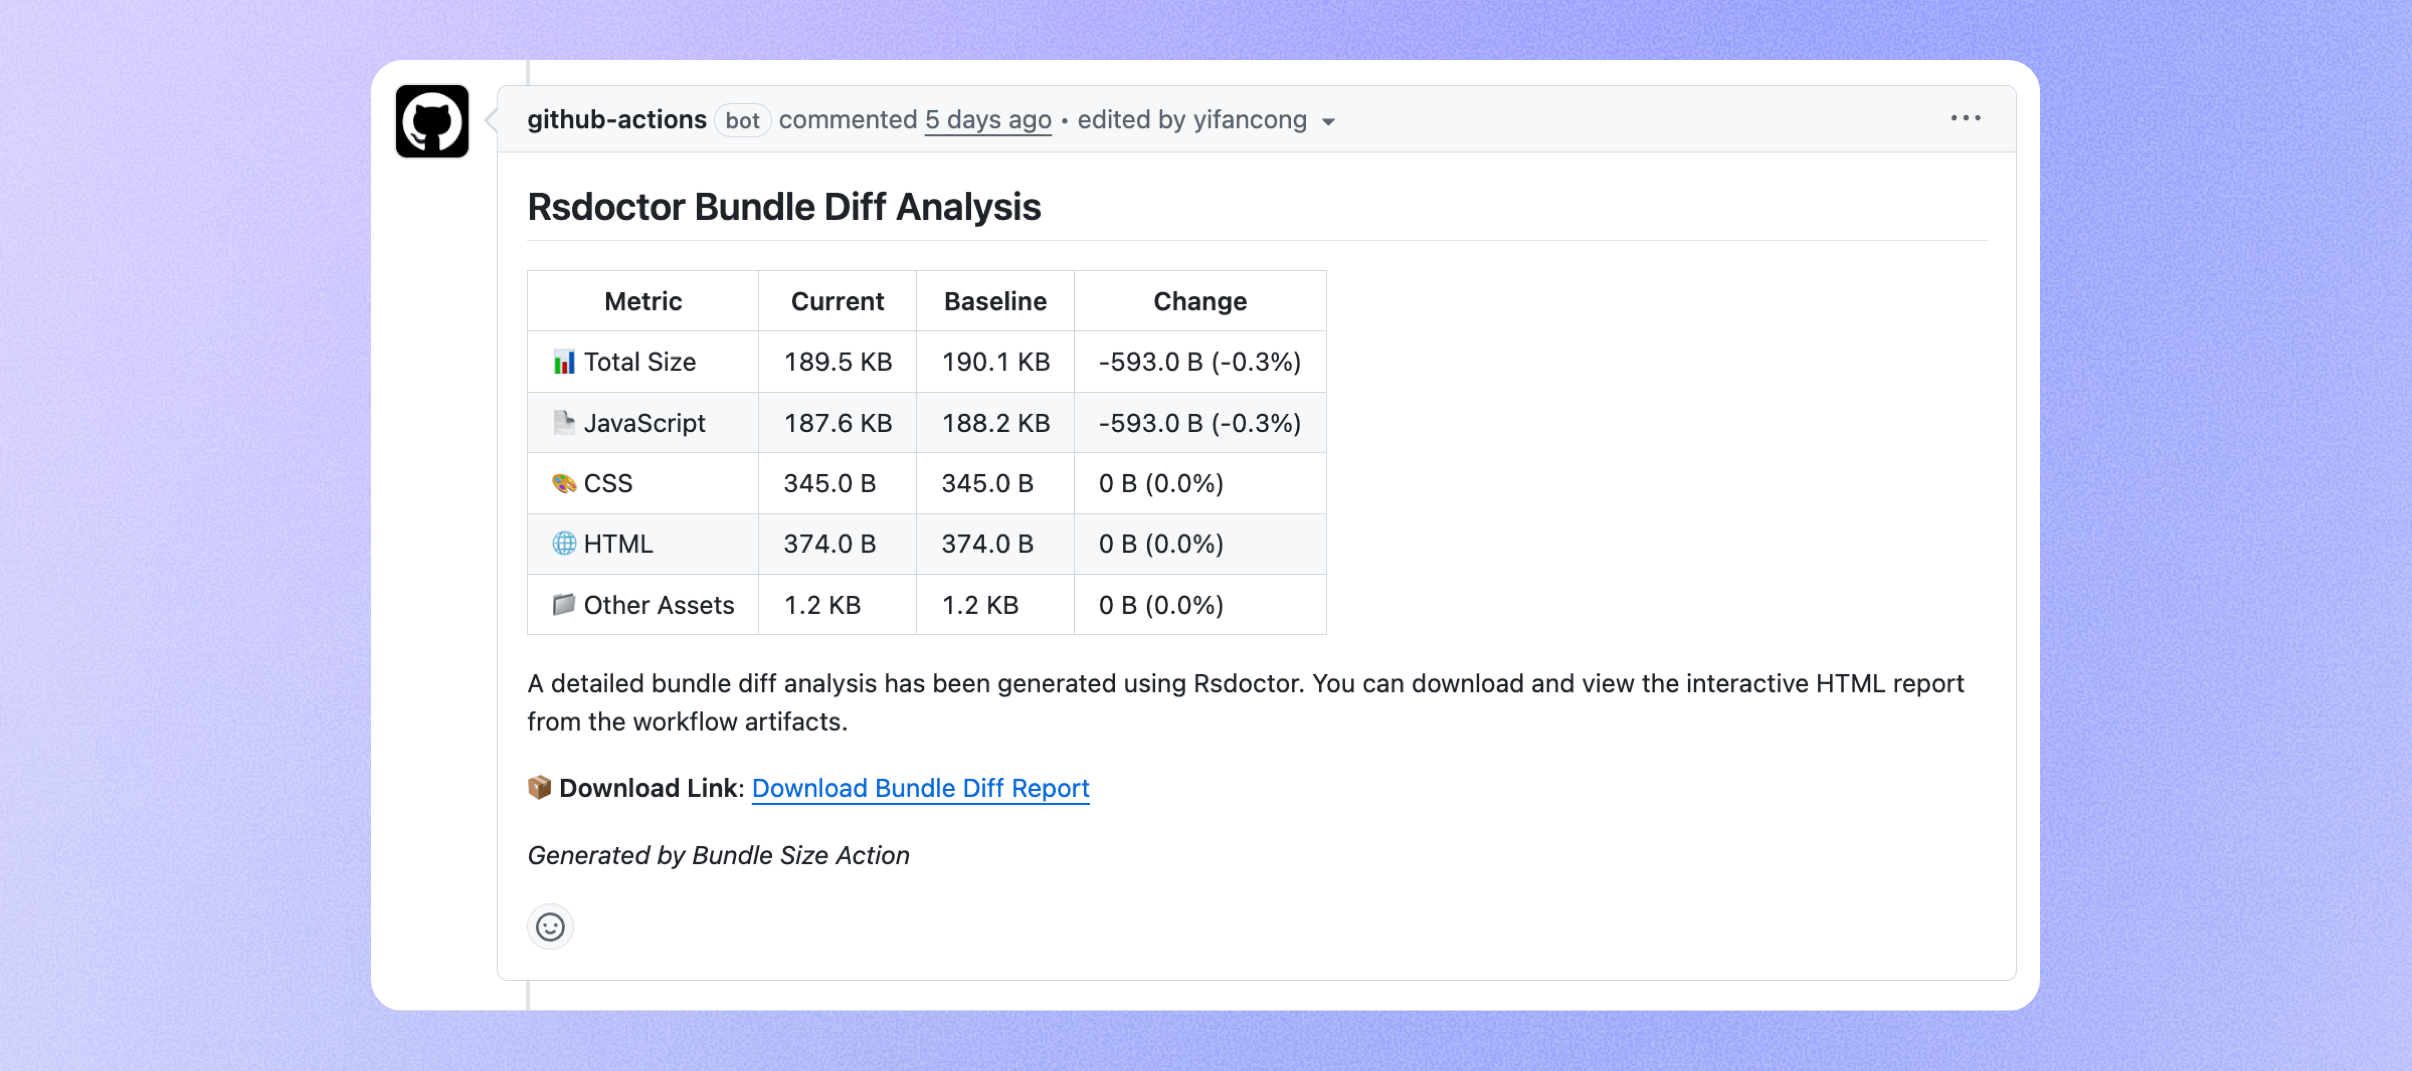 github-actions bot commented 5 days ago • edited by yifancong
Rsdoctor Bundle Diff Analysis
Metric Current Baseline Change
📊 Total Size 189.5 KB 190.1 KB -593.0 B (-0.3%)
📄 JavaScript 187.6 KB 188.2 KB -593.0 B (-0.3%)
🎨 CSS 345.0 B 345.0 B 0 B (0.0%)
🌐 HTML 374.0 B 374.0 B 0 B (0.0%)
📁 Other Assets 1.2 KB 1.2 KB 0 B (0.0%)
A detailed bundle diff analysis has been generated using Rsdoctor. You can download and view the interactive HTML report
from the workflow artifacts.
📦 Download Link: Download Bundle Diff Report
Generated by Bundle Size Action